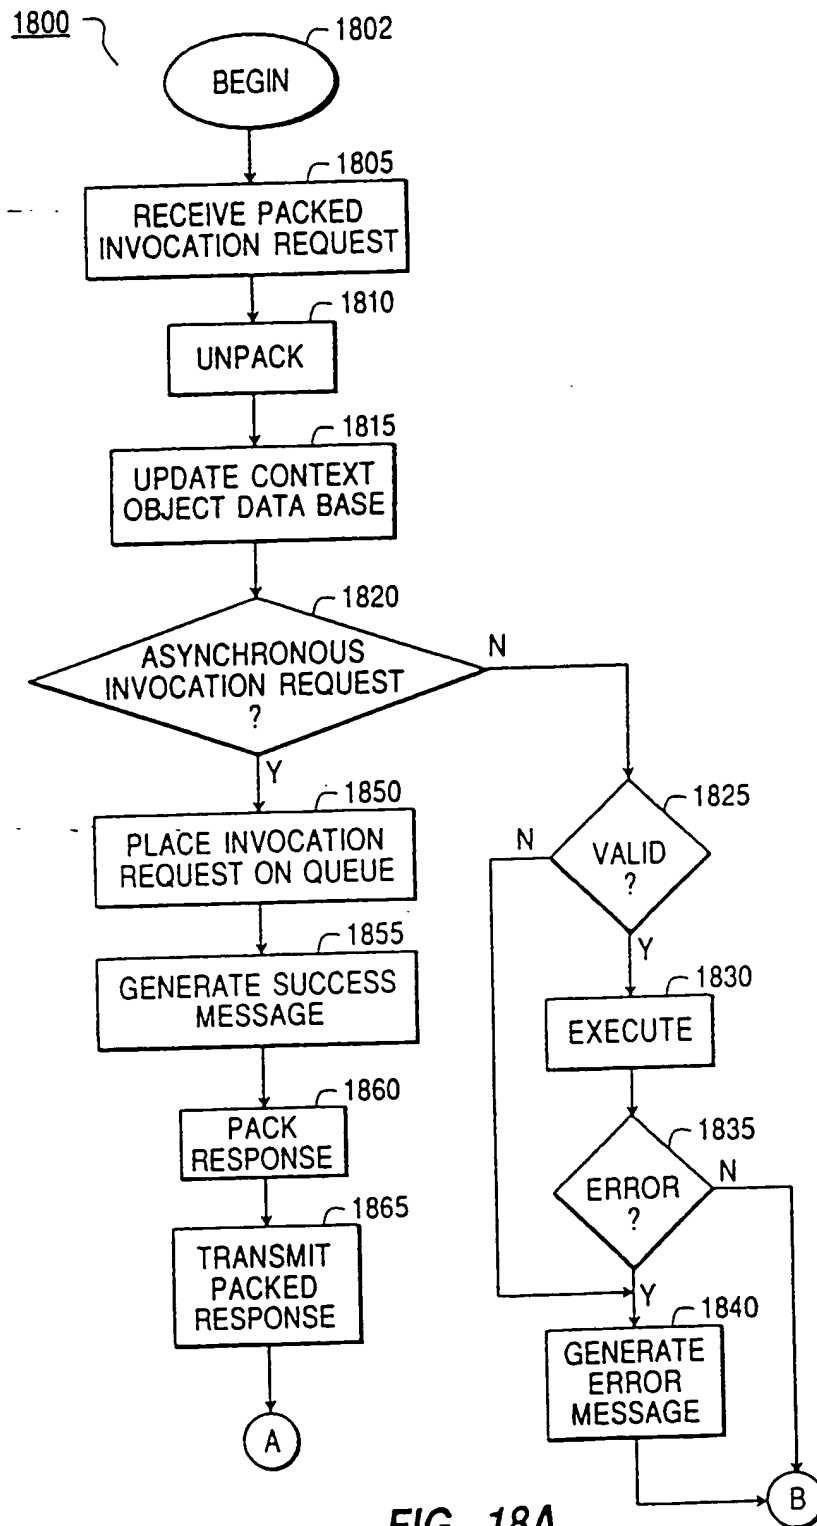 1800
1802
BEGIN
1805
RECEIVE PACKED
INVOCATION REQUEST
1810
UNPACK
1815
UPDATE CONTEXT
OBJECT DATA BASE
1820
ASYNCHRONOUS
INVOCATION REQUEST
?
N
Y
1850
PLACE INVOCATION
REQUEST ON QUEUE
1855
GENERATE SUCCESS
MESSAGE
1860
PACK
RESPONSE
1865
TRANSMIT
PACKED
RESPONSE
A
1825
VALID
?
N
Y
1830
EXECUTE
1835
ERROR
?
N
Y
1840
GENERATE
ERROR
MESSAGE
B
FIG. 18A